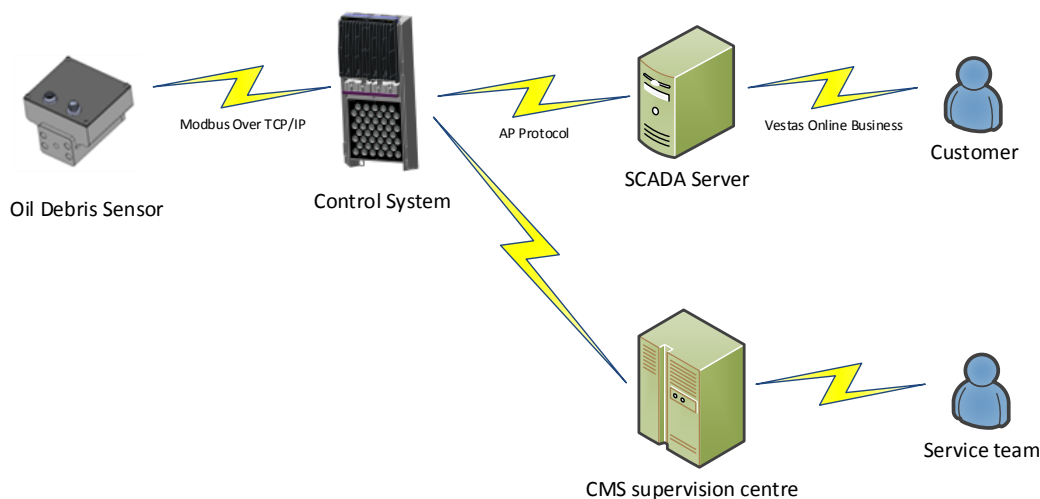 Modbus Over TCP/IP
AP Protocol
Vestas Online Business
Oil Debris Sensor
Control System
SCADA Server
Customer
CMS supervision centre
Service team